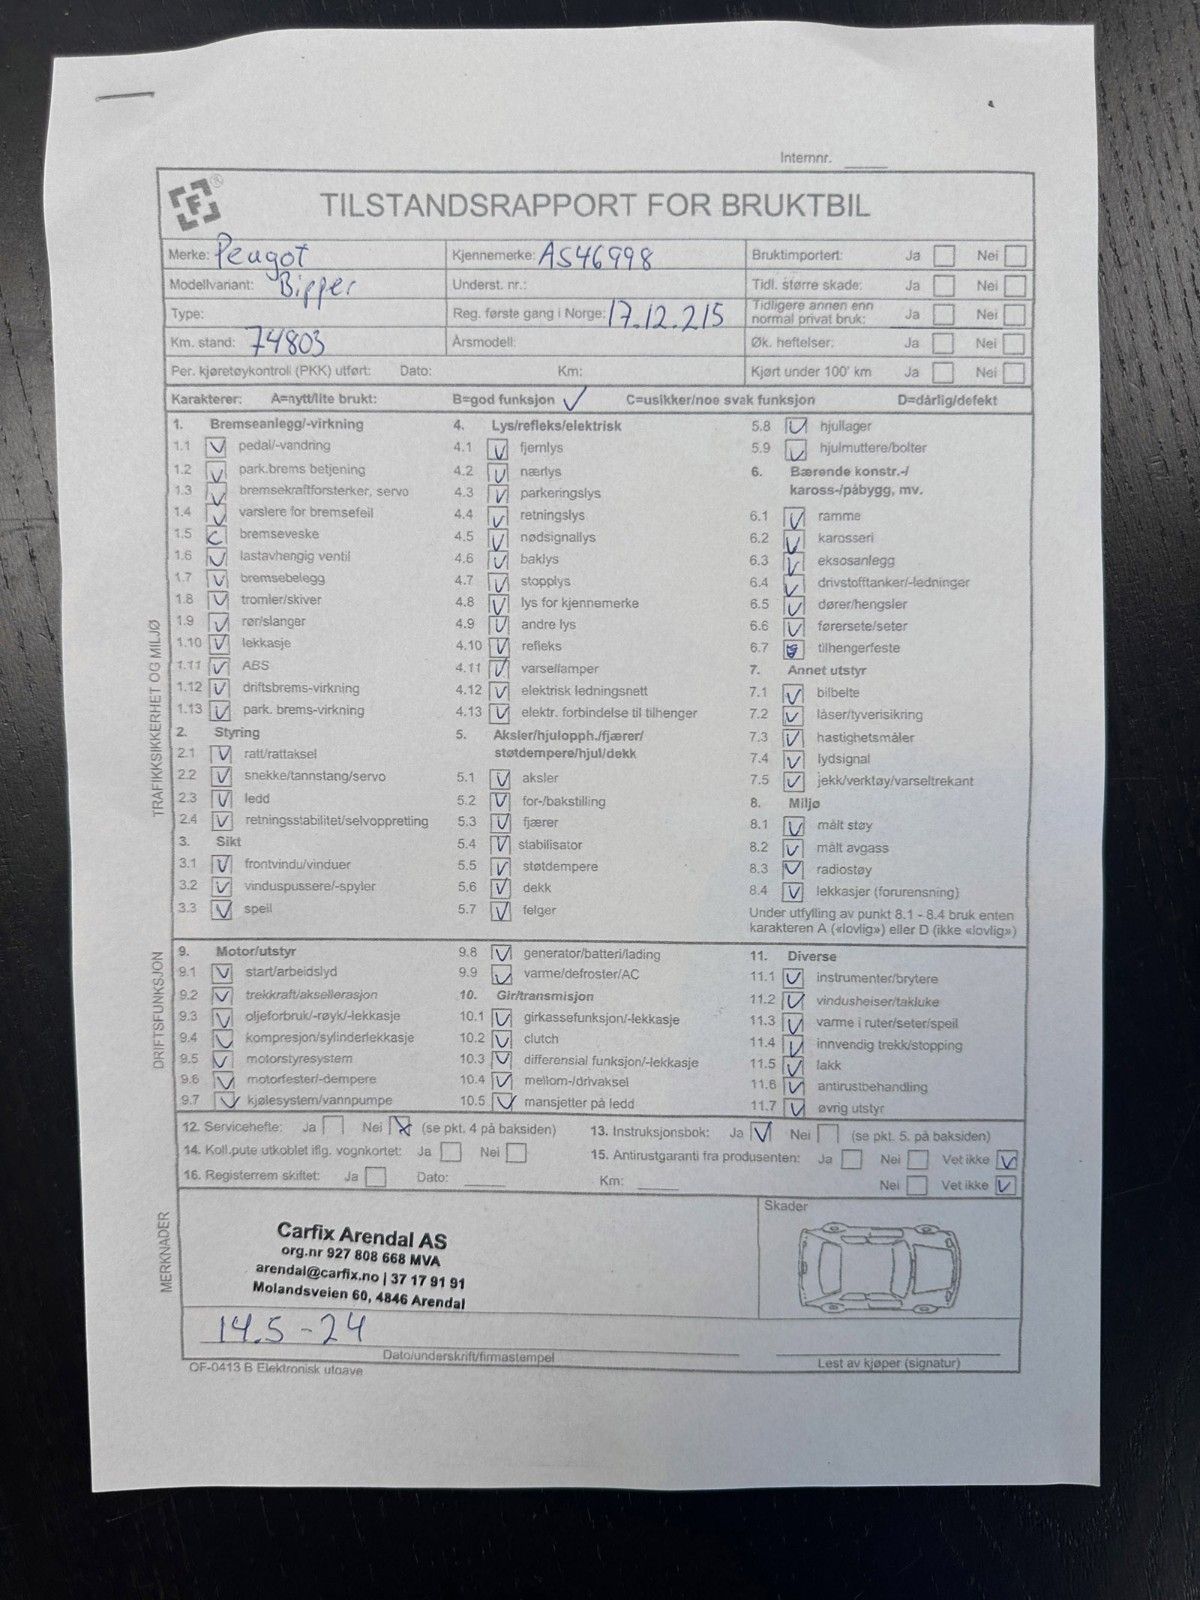 Internnr.
F ®
TILSTANDSRAPPORT FOR BRUKTBIL
Merke: Peugot
Kjennemerke: AS46998
Bruktimportert: Ja Nei
Modellvariant: Bipper
Underst. nr.:
Tidl. større skade: Ja Nei
Type:
Reg. første gang i Norge: 17.12.215
Tidligere annen enn
normal privat bruk: Ja Nei
Km. stand: 74803
Årsmodell:
Øk. heftelser: Ja Nei
Per. kjøretøykontroll (PKK) utført: Dato: Km:
Kjørt under 100' km Ja Nei
Karakterer: A=nytt/lite brukt: B=god funksjon ✓ C=usikker/noe svak funksjon D=dårlig/defekt
TRAFIKKSIKKERHET OG MILJØ
1. Bremseanlegg/-virkning
1.1 ✓ pedal/-vandring
1.2 ✓ park.brems betjening
1.3 ✓ bremsekraftforsterker, servo
1.4 ✓ varslere for bremsefeil
1.5 C bremseveske
1.6 ✓ lastavhengig ventil
1.7 ✓ bremsebelegg
1.8 ✓ tromler/skiver
1.9 ✓ rør/slanger
1.10 ✓ lekkasje
1.11 ✓ ABS
1.12 ✓ driftsbrems-virkning
1.13 ✓ park. brems-virkning
2. Styring
2.1 ✓ ratt/rattaksel
2.2 ✓ snekke/tannstang/servo
2.3 ✓ ledd
2.4 ✓ retningsstabilitet/selvoppretting
3. Sikt
3.1 ✓ frontvindu/vinduer
3.2 ✓ vinduspussere/-spyler
3.3 ✓ speil
4. Lys/refleks/elektrisk
4.1 ✓ fjernlys
4.2 ✓ nærlys
4.3 ✓ parkeringslys
4.4 ✓ retningslys
4.5 ✓ nødsignallys
4.6 ✓ baklys
4.7 ✓ stopplys
4.8 ✓ lys for kjennemerke
4.9 ✓ andre lys
4.10 ✓ refleks
4.11 ✓ varsellamper
4.12 ✓ elektrisk ledningsnett
4.13 ✓ elektr. forbindelse til tilhenger
5. Aksler/hjulopph./fjærer/
støtdempere/hjul/dekk
5.1 ✓ aksler
5.2 ✓ for-/bakstilling
5.3 ✓ fjærer
5.4 ✓ stabilisator
5.5 ✓ støtdempere
5.6 ✓ dekk
5.7 ✓ felger
5.8 ✓ hjullager
5.9 ✓ hjulmuttere/bolter
6. Bærende konstr.-/
kaross-/påbygg, mv.
6.1 ✓ ramme
6.2 ✓ karosseri
6.3 ✓ eksosanlegg
6.4 ✓ drivstofftanker/-ledninger
6.5 ✓ dører/hengsler
6.6 ✓ førersete/seter
6.7 tilhengerfeste
7. Annet utstyr
7.1 ✓ bilbelte
7.2 ✓ låser/tyverisikring
7.3 ✓ hastighetsmåler
7.4 ✓ lydsignal
7.5 ✓ jekk/verktøy/varseltrekant
8. Miljø
8.1 ✓ målt støy
8.2 ✓ målt avgass
8.3 ✓ radiostøy
8.4 ✓ lekkasjer (forurensning)
Under utfylling av punkt 8.1 - 8.4 bruk enten
karakteren A («lovlig») eller D (ikke «lovlig»)
DRIFTSFUNKSJON
9. Motor/utstyr
9.1 ✓ start/arbeidslyd
9.2 ✓ trekkraft/aksellerasjon
9.3 ✓ oljeforbruk/-røyk/-lekkasje
9.4 ✓ kompresjon/sylinderlekkasje
9.5 ✓ motorstyresystem
9.6 ✓ motorfester/-dempere
9.7 ✓ kjølesystem/vannpumpe
9.8 ✓ generator/batteri/lading
9.9 ✓ varme/defroster/AC
10. Gir/transmisjon
10.1 ✓ girkassefunksjon/-lekkasje
10.2 ✓ clutch
10.3 ✓ differensial funksjon/-lekkasje
10.4 ✓ mellom-/drivaksel
10.5 ✓ mansjetter på ledd
11. Diverse
11.1 ✓ instrumenter/brytere
11.2 ✓ vindusheiser/takluke
11.3 ✓ varme i ruter/seter/speil
11.4 ✓ innvendig trekk/stopping
11.5 ✓ lakk
11.6 ✓ antirustbehandling
11.7 ✓ øvrig utstyr
12. Servicehefte: Ja Nei X (se pkt. 4 på baksiden)
13. Instruksjonsbok: Ja ✓ Nei (se pkt. 5. på baksiden)
14. Koll.pute utkoblet iflg. vognkortet: Ja Nei
15. Antirustgaranti fra produsenten: Ja Nei Vet ikke ✓
16. Registerrem skiftet: Ja Dato: Km: Nei Vet ikke ✓
MERKNADER
Carfix Arendal AS
org.nr 927 808 668 MVA
arendal@carfix.no | 37 17 91 91
Molandsveien 60, 4846 Arendal
Skader
14.5-24
Dato/underskrift/firmastempel
Lest av kjøper (signatur)
OF-0413 B Elektronisk utgave